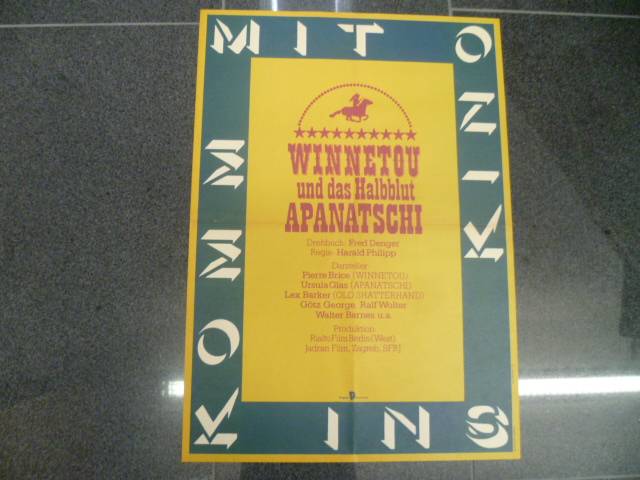 KOMM
MIT
INS
KINO
WINNETOU
und das Halbblut
APANATSCHI
Drehbuch: Fred Denger
Regie: Harald Philipp
Darsteller:
Pierre Brice (WINNETOU)
Ursula Glas (APANATSCHI)
Lex Barker (OLD SHATTERHAND)
Götz George, Ralf Wolter
Walter Barnes u.a.
Produktion:
Rialto Film Berlin (West)
Jadran Film, Zagreb, SFRJ